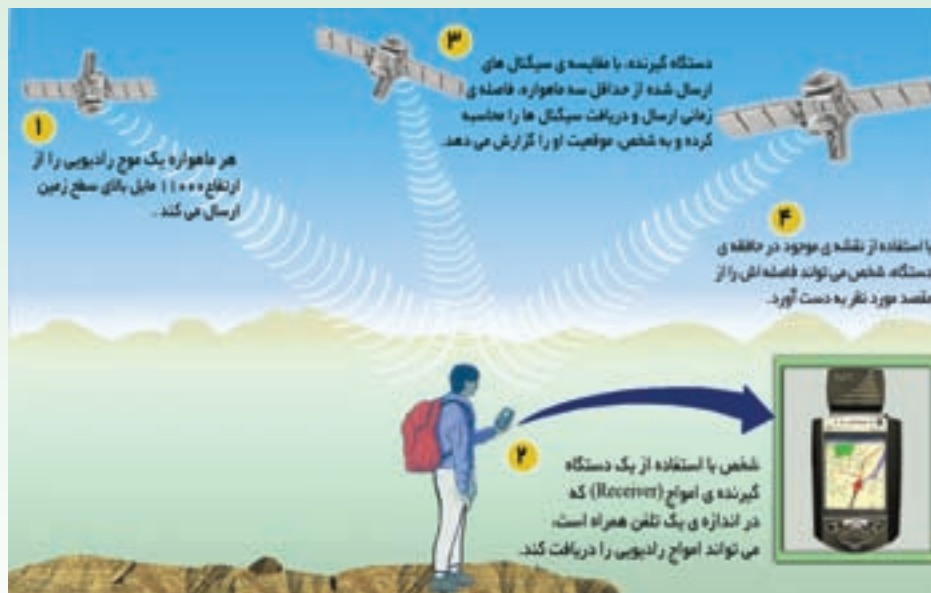 ۱
هر ماهواره یک موج رادیویی را از
ارتفاع ۱۱۰۰۰ مایل بالای سطح زمین
ارسال می کند.
۲
شخص با استفاده از یک دستگاه
گیرنده ی امواج (Receiver) که
در اندازه ی یک تلفن همراه است،
می تواند امواج رادیویی را دریافت کند.
۳
دستگاه گیرنده، با مقایسه ی سیگنال های
ارسال شده از حداقل سه ماهواره، فاصله ی
زمانی ارسال و دریافت سیگنال ها را محاسبه
کرده و به شخص، موقعیت او را گزارش می دهد.
۴
با استفاده از نقشه ی موجود در حافظه ی
دستگاه، شخص می تواند فاصله اش را از
مقصد مورد نظر به دست آورد.